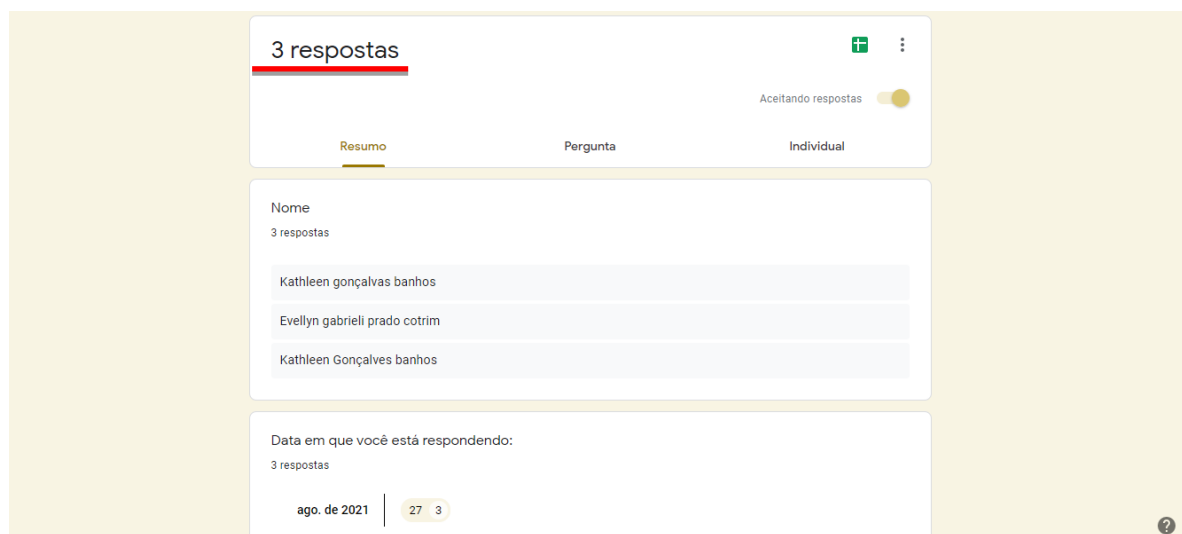 3 respostas
Aceitando respostas
Resumo Pergunta Individual
Nome
3 respostas
Kathleen gonçalvas banhos
Evellyn gabrieli prado cotrim
Kathleen Gonçalves banhos
Data em que você está respondendo:
3 respostas
ago. de 2021 27 3
?